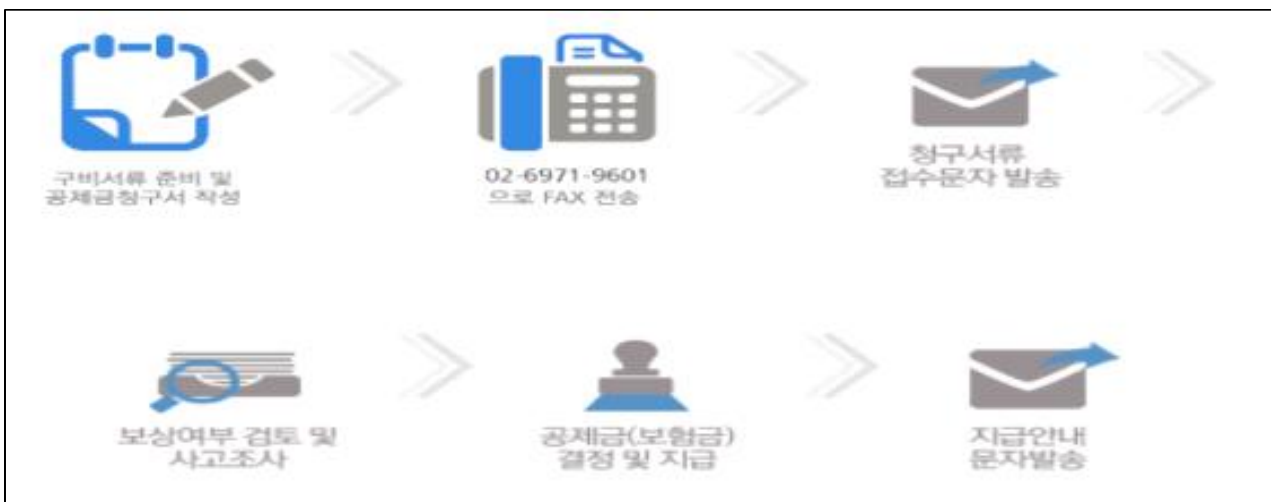 구비서류 준비 및
공제금청구서 작성
02-6971-9601
으로 FAX 전송
청구서류
접수문자 발송
보상여부 검토 및
사고조사
공제금(보험금)
결정 및 지급
지급안내
문자발송